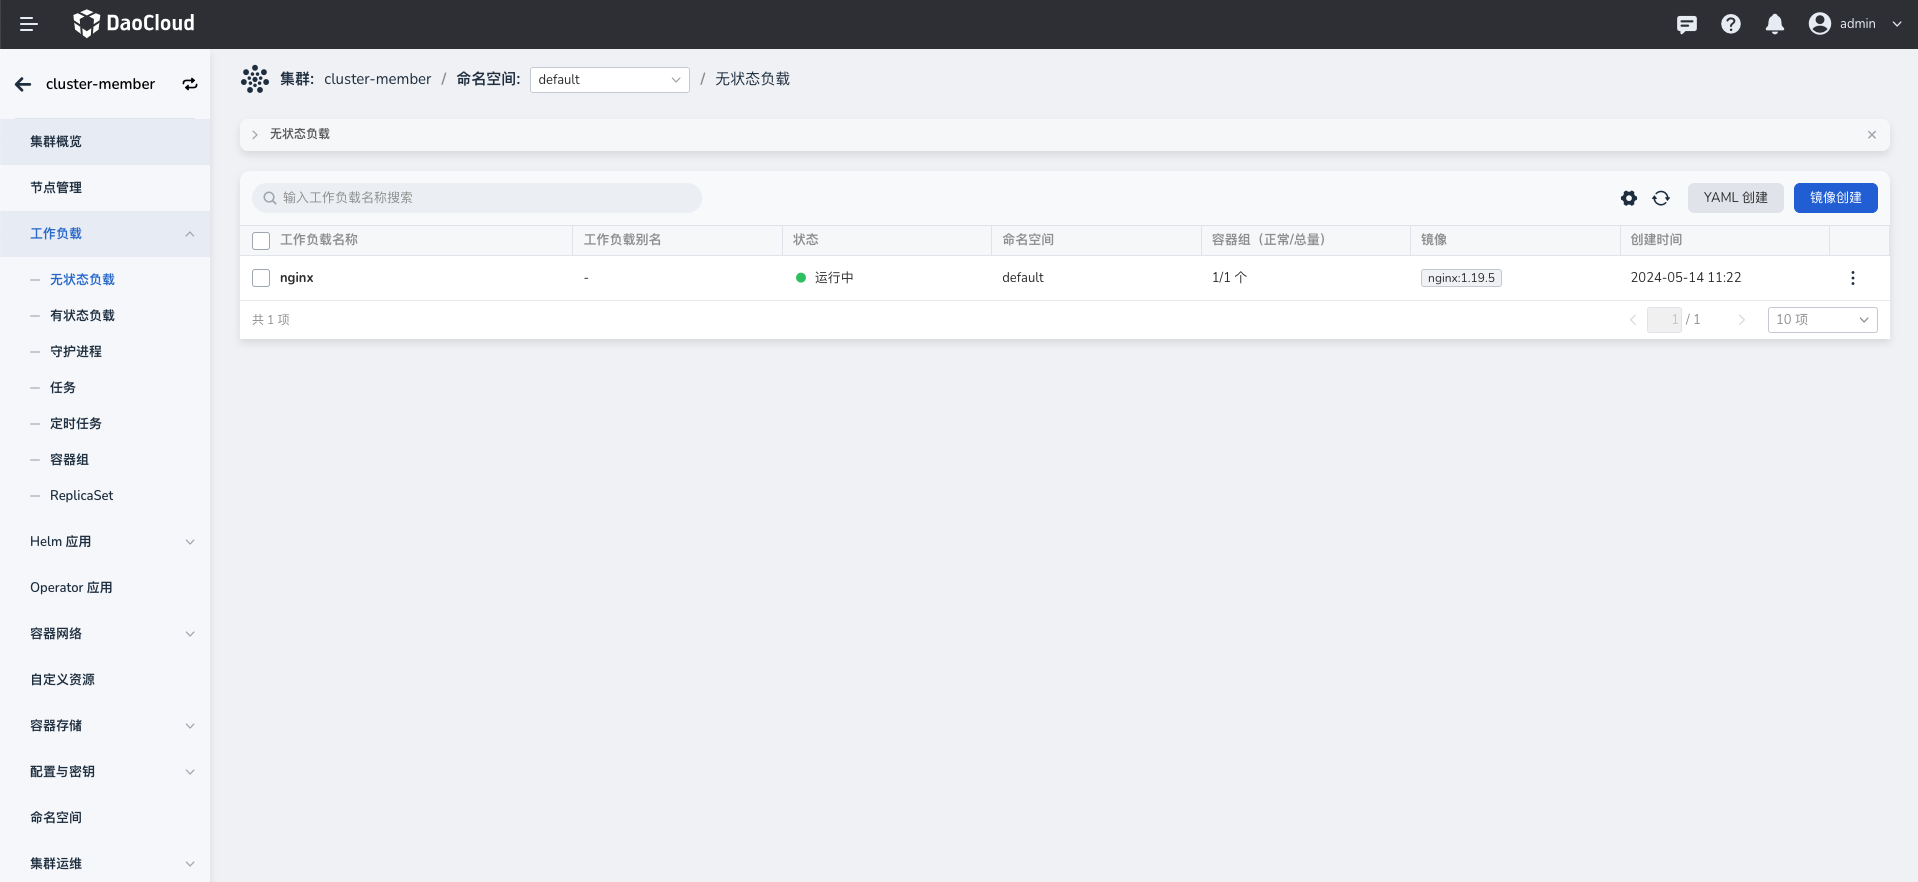 DaoCloud
admin
cluster-member
集群概览
节点管理
工作负载
无状态负载
有状态负载
守护进程
任务
定时任务
容器组
ReplicaSet
Helm 应用
Operator 应用
容器网络
自定义资源
容器存储
配置与密钥
命名空间
集群运维
集群: cluster-member / 命名空间: default / 无状态负载
无状态负载
输入工作负载名称搜索
YAML 创建
镜像创建
工作负载名称 工作负载别名 状态 命名空间 容器组（正常/总量） 镜像 创建时间
nginx - 运行中 default 1/1 个 nginx:1.19.5 2024-05-14 11:22
共 1 项
1 / 1
10 项